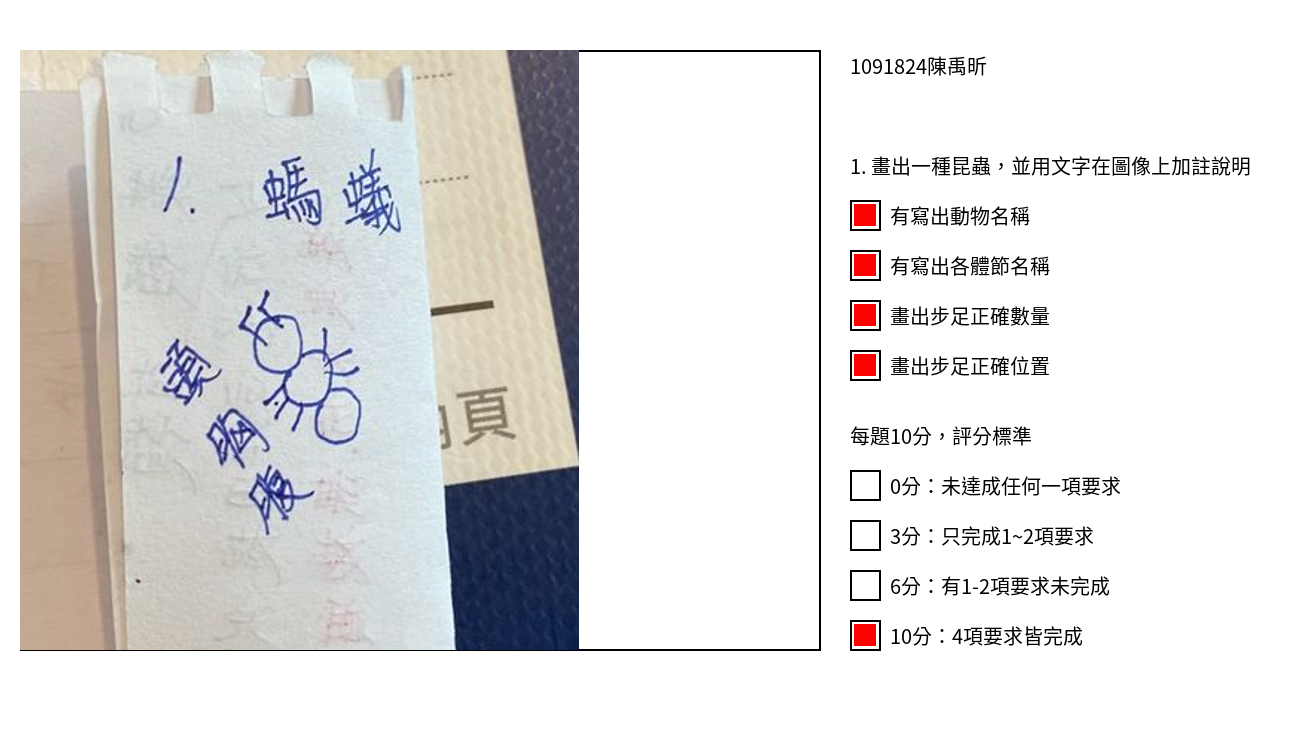 1. 螞蟻
頭
胸
腹
頁
1091824陳禹昕
1. 畫出一種昆蟲，並用文字在圖像上加註說明
有寫出動物名稱
有寫出各體節名稱
畫出步足正確數量
畫出步足正確位置
每題10分，評分標準
0分：未達成任何一項要求
3分：只完成1~2項要求
6分：有1-2項要求未完成
10分：4項要求皆完成